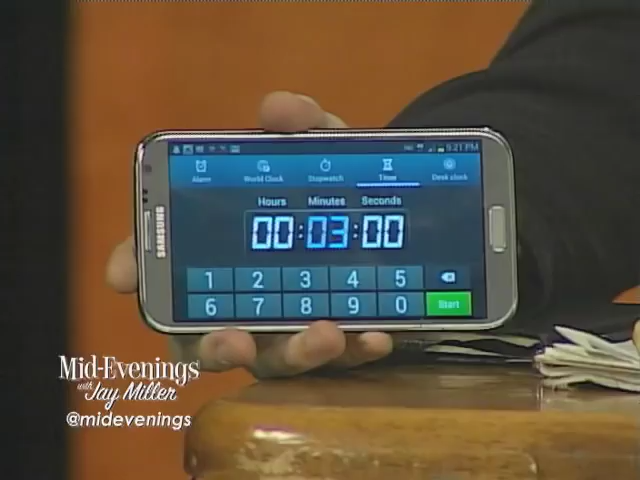 9:21 PM
Alarm
World Clock
Stopwatch
Timer
Desk clock
Hours Minutes Seconds
00:03:00
1 2 3 4 5
6 7 8 9 0 Start
SAMSUNG
Mid-Evenings
with Jay Miller
@midevenings